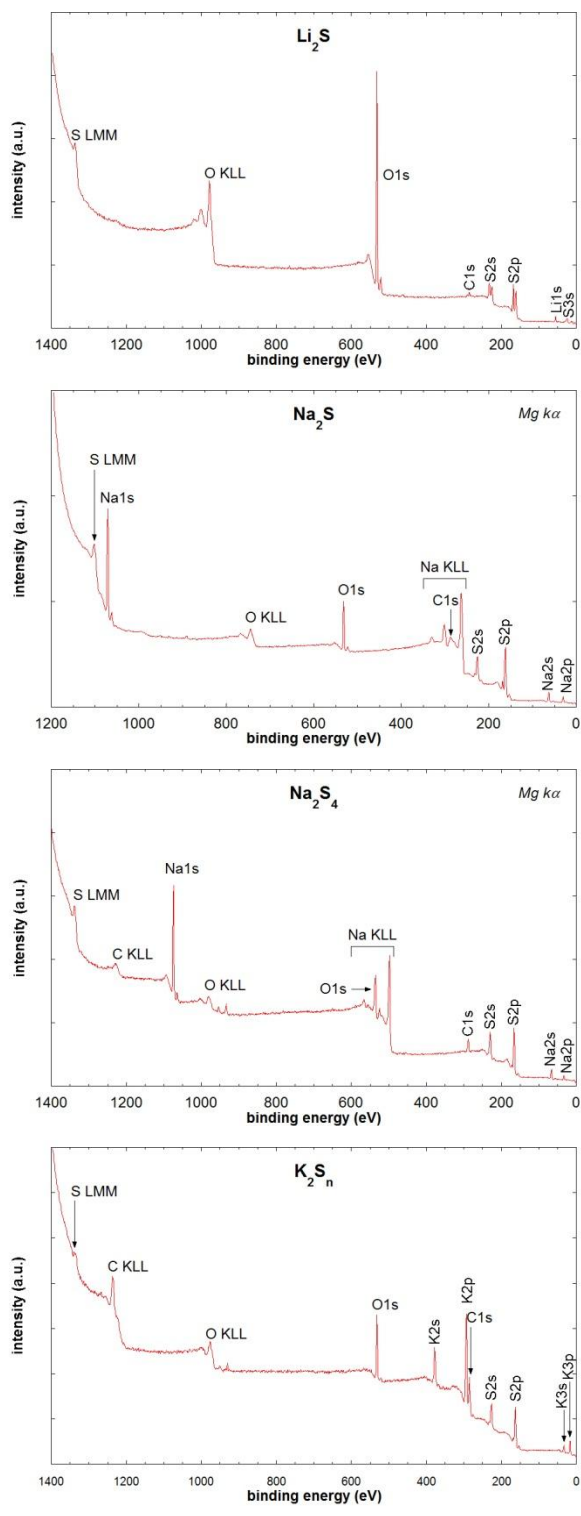 Li2S
intensity (a.u.)
S LMM
O KLL
O1s
C1s
S2s
S2p
Li1s
S3s
1400 1200 1000 800 600 400 200 0
binding energy (eV)
Na2S
Mg kα
intensity (a.u.)
S LMM
Na1s
O KLL
O1s
Na KLL
C1s
S2s
S2p
Na2s
Na2p
1200 1000 800 600 400 200 0
binding energy (eV)
Na2S4
Mg kα
intensity (a.u.)
S LMM
C KLL
Na1s
O KLL
O1s
Na KLL
C1s
S2s
S2p
Na2s
Na2p
1400 1200 1000 800 600 400 200 0
binding energy (eV)
K2Sn
intensity (a.u.)
S LMM
C KLL
O KLL
O1s
K2s
K2p
C1s
S2s
S2p
K3s
K3p
1400 1200 1000 800 600 400 200 0
binding energy (eV)